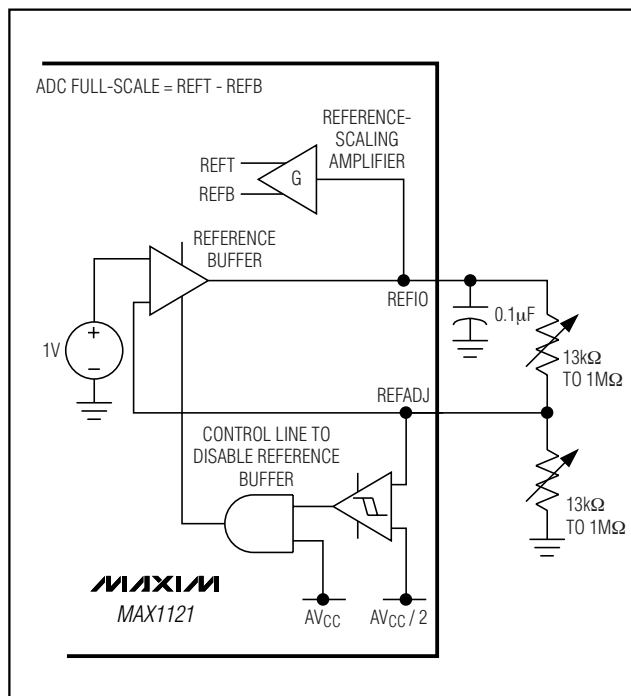 ADC FULL-SCALE = REFT - REFB
REFERENCE-
SCALING
AMPLIFIER
REFT
REFB
G
REFERENCE
BUFFER
REFIO
0.1µF
13kΩ
TO 1MΩ
1V
+
−
REFADJ
CONTROL LINE TO
DISABLE REFERENCE
BUFFER
13kΩ
TO 1MΩ
MAXIM
MAX1121
AVCC
AVCC / 2